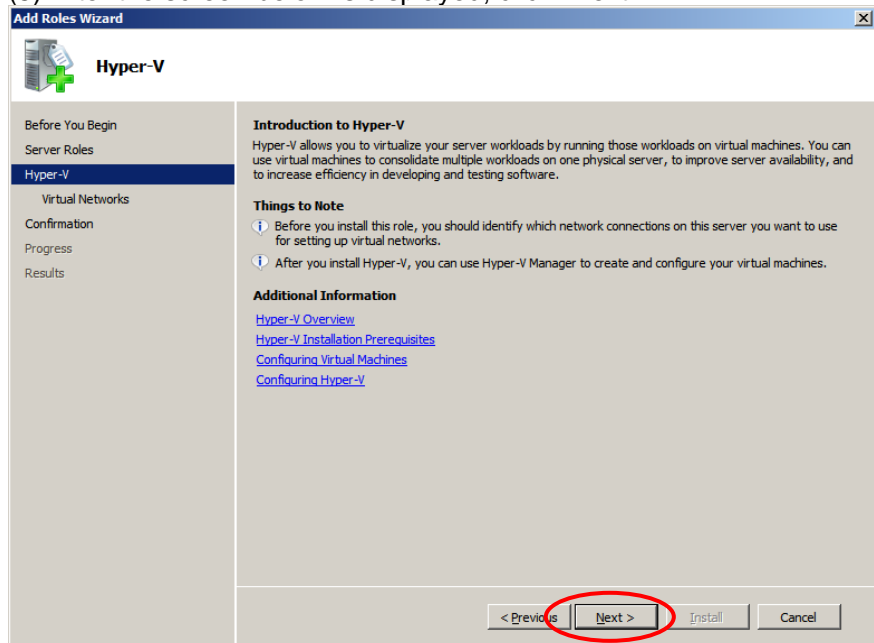 Add Roles Wizard
Hyper-V
Before You Begin
Server Roles
Hyper-V
Virtual Networks
Confirmation
Progress
Results
Introduction to Hyper-V
Hyper-V allows you to virtualize your server workloads by running those workloads on virtual machines. You can
use virtual machines to consolidate multiple workloads on one physical server, to improve server availability, and
to increase efficiency in developing and testing software.
Things to Note
Before you install this role, you should identify which network connections on this server you want to use
for setting up virtual networks.
After you install Hyper-V, you can use Hyper-V Manager to create and configure your virtual machines.
Additional Information
Hyper-V Overview
Hyper-V Installation Prerequisites
Configuring Virtual Machines
Configuring Hyper-V
< Previous Next > Install Cancel